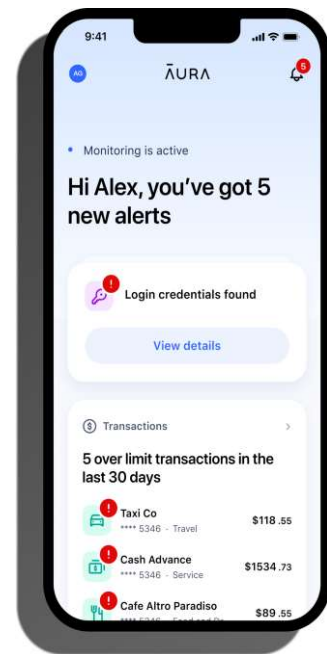 9:41
AG
ĀURA
5
Monitoring is active
Hi Alex, you've got 5
new alerts
Login credentials found
View details
Transactions
5 over limit transactions in the
last 30 days
Taxi Co
$118.55
**** 5346 - Travel
Cash Advance
$1534.73
**** 5346 - Service
Cafe Altro Paradiso
$89.55
**** 5346